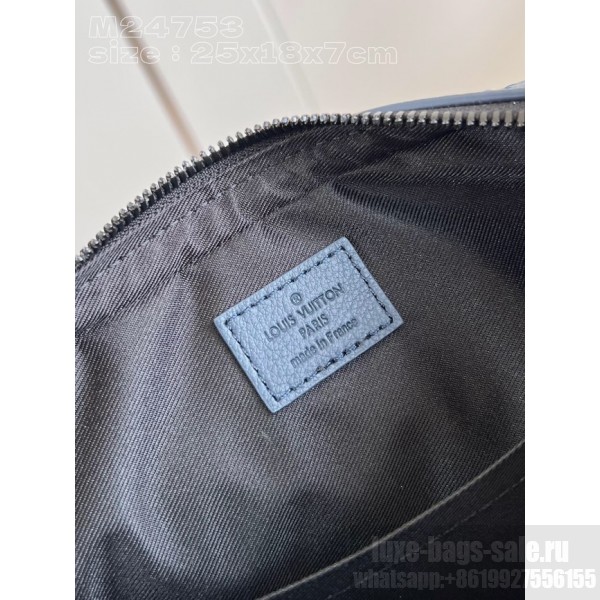 M24753
size : 25x18x7cm
®
LOUIS VUITTON
PARIS
made in France
luxe-bags-sale.ru
whatsapp:+8619927556155